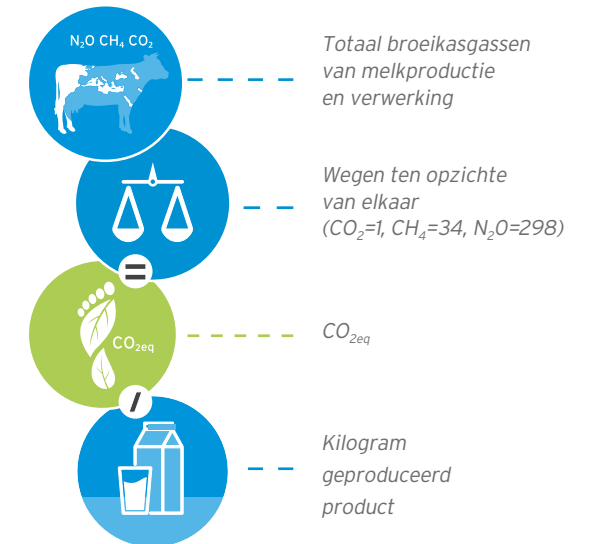 N₂O CH₄ CO₂
Totaal broeikasgassen
van melkproductie
en verwerking
Wegen ten opzichte
van elkaar
(CO₂=1, CH₄=34, N₂0=298)
=
CO₂eq
CO₂eq
/
Kilogram
geproduceerd
product